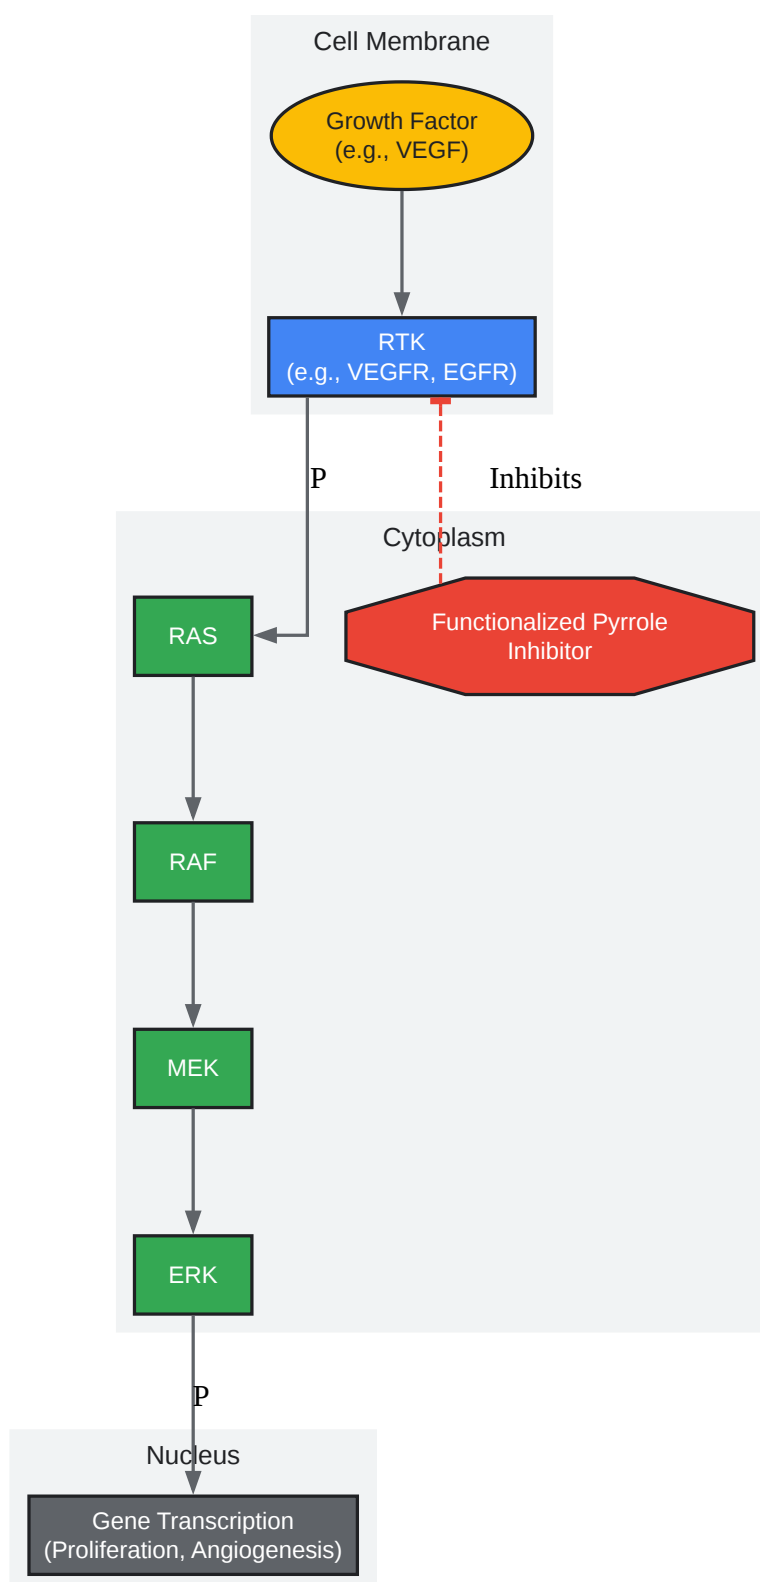 Cell Membrane
Growth Factor
(e.g., VEGF)
RTK
(e.g., VEGFR, EGFR)
P
Inhibits
Cytoplasm
RAS
Functionalized Pyrrole
Inhibitor
RAF
MEK
ERK
P
Nucleus
Gene Transcription
(Proliferation, Angiogenesis)